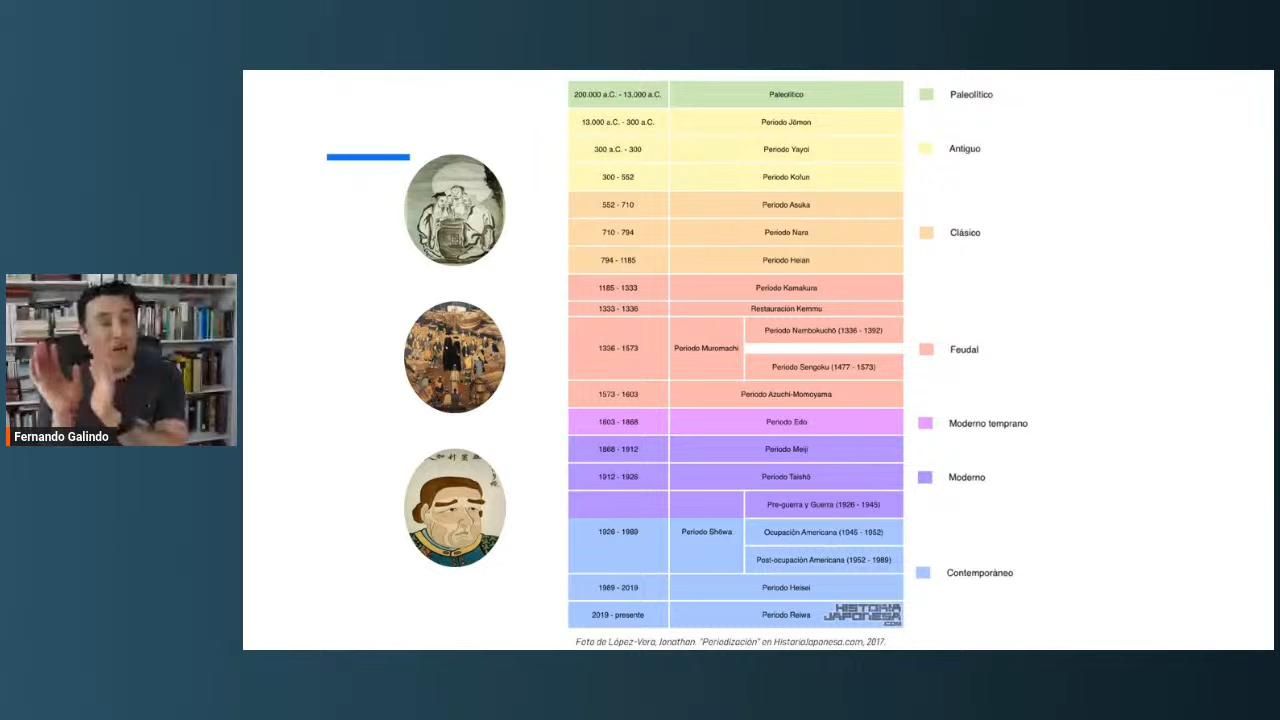 200.000 a.C. - 13.000 a.C. Paleolítico
13.000 a.C. - 300 a.C. Periodo Jōmon
300 a.C. - 300 Periodo Yayoi
300 - 552 Periodo Kofun
552 - 710 Periodo Asuka
710 - 794 Periodo Nara
794 - 1185 Periodo Heian
1185 - 1333 Periodo Kamakura
1333 - 1336 Restauración Kemmu
1336 - 1573 Periodo Muromachi
Periodo Nambokuchō (1336 - 1392)
Periodo Sengoku (1477 - 1573)
1573 - 1603 Periodo Azuchi-Momoyama
1603 - 1868 Periodo Edo
1868 - 1912 Periodo Meiji
1912 - 1926 Periodo Taishō
1926 - 1989 Periodo Shōwa
Pre-guerra y Guerra (1926 - 1945)
Ocupación Americana (1945 - 1952)
Post-ocupación Americana (1952 - 1989)
1989 - 2019 Periodo Heisei
2019 - presente Periodo Reiwa
HISTORIA
JAPONESA
.COM
Paleolítico
Antiguo
Clásico
Feudal
Moderno temprano
Moderno
Contemporáneo
Foto de López-Vera, Jonathan. "Periodización" en HistoriaJaponesa.com, 2017.
Fernando Galindo